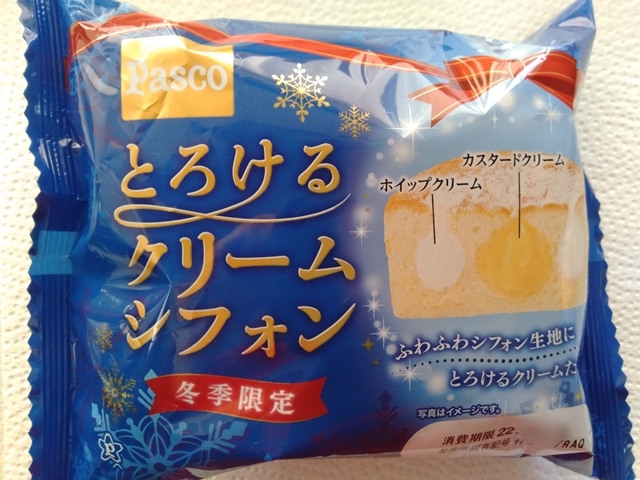 Pasco
とろける
クリーム
シフォン
冬季限定
カスタードクリーム
ホイップクリーム
ふわふわシフォン生地に
とろけるクリームた
写真はイメージです。
消費期限 22.
/RAQ